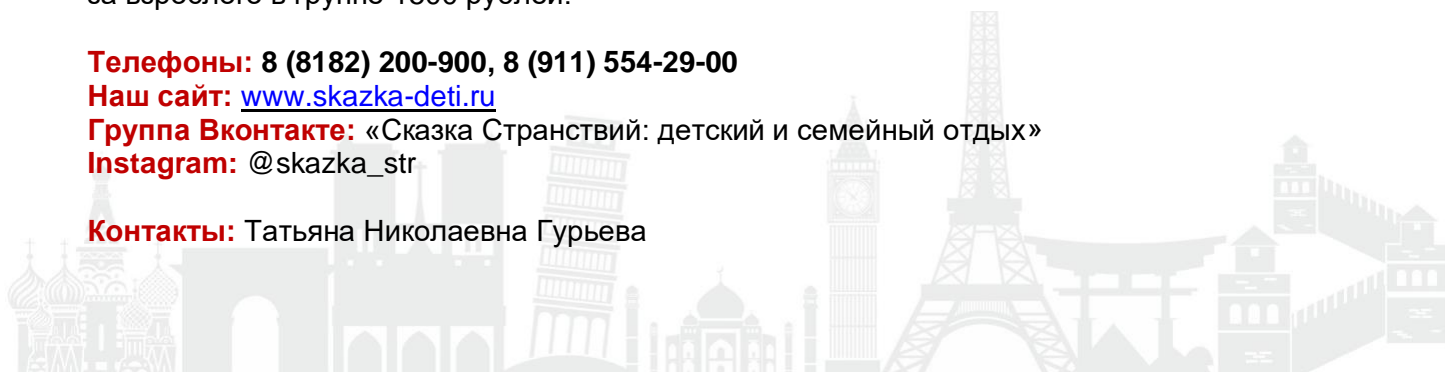 Телефоны: 8 (8182) 200-900, 8 (911) 554-29-00
Наш сайт: www.skazka-deti.ru
Группа Вконтакте: «Сказка Странствий: детский и семейный отдых»
Instagram: @skazka_str
Контакты: Татьяна Николаевна Гурьева